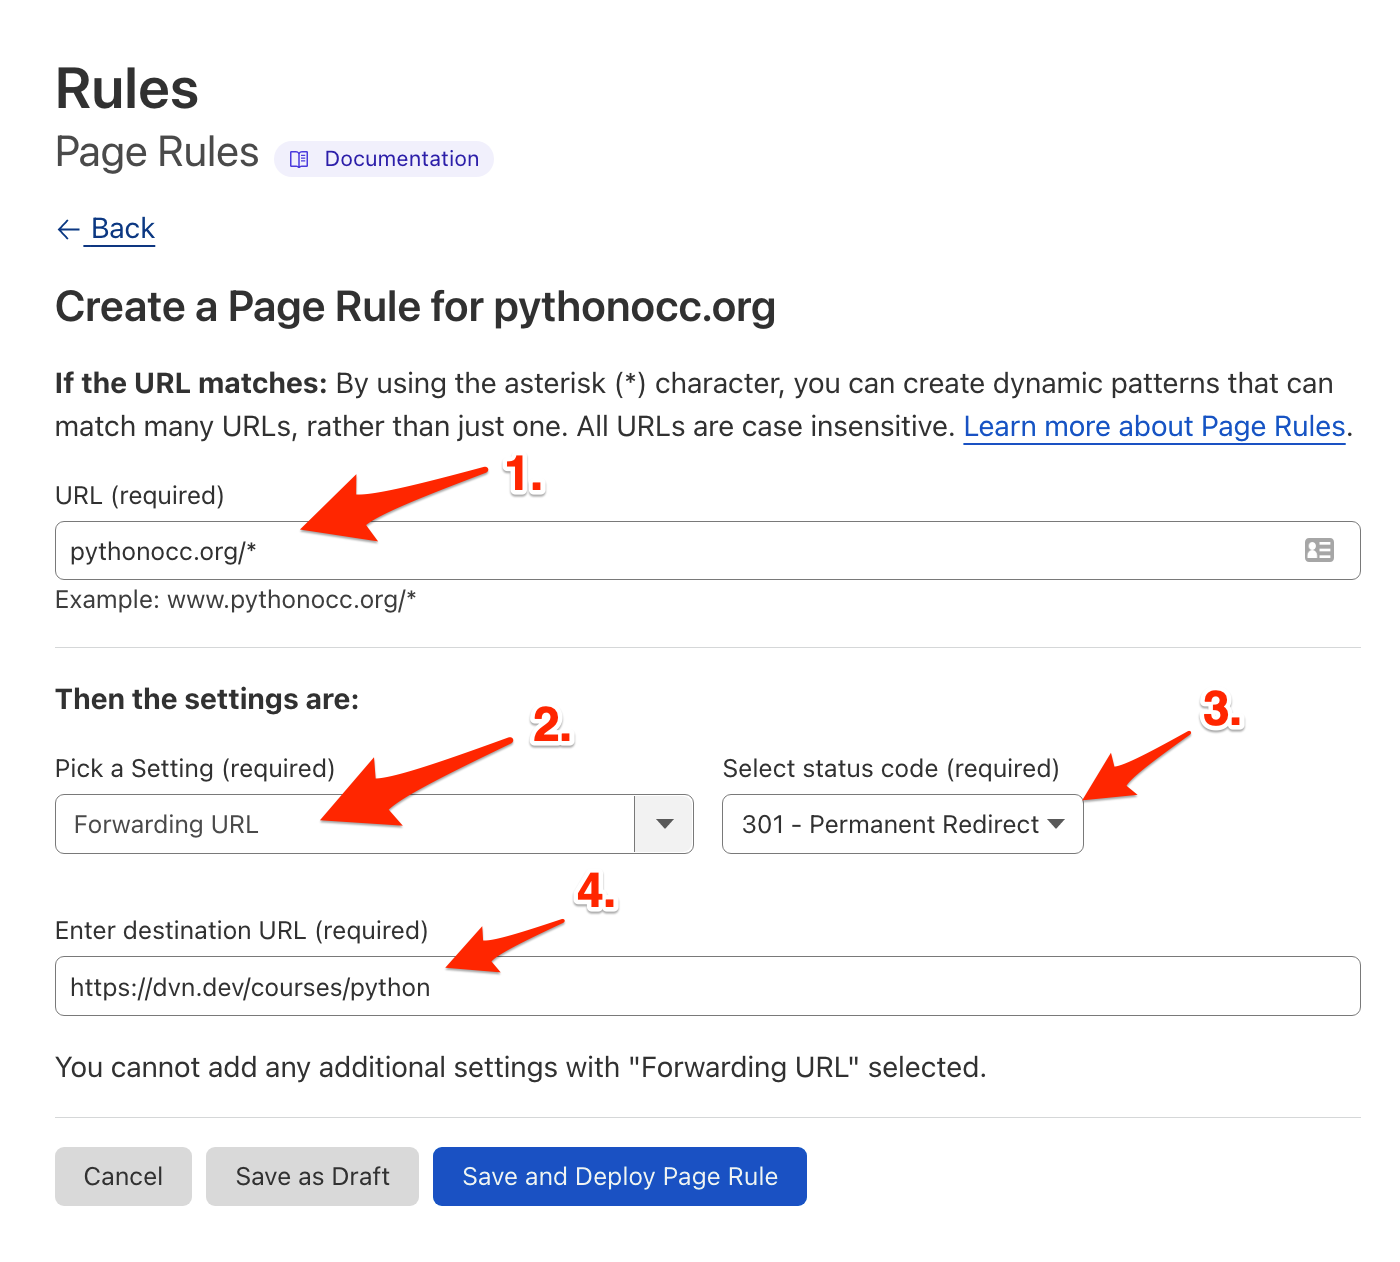 Rules
Page Rules Documentation
← Back
Create a Page Rule for pythonocc.org
If the URL matches: By using the asterisk (*) character, you can create dynamic patterns that can
match many URLs, rather than just one. All URLs are case insensitive. Learn more about Page Rules.
1.
URL (required)
pythonocc.org/*
Example: www.pythonocc.org/*
Then the settings are:
2.
3.
Pick a Setting (required)
Select status code (required)
Forwarding URL
301 - Permanent Redirect
4.
Enter destination URL (required)
https://dvn.dev/courses/python
You cannot add any additional settings with "Forwarding URL" selected.
Cancel Save as Draft Save and Deploy Page Rule